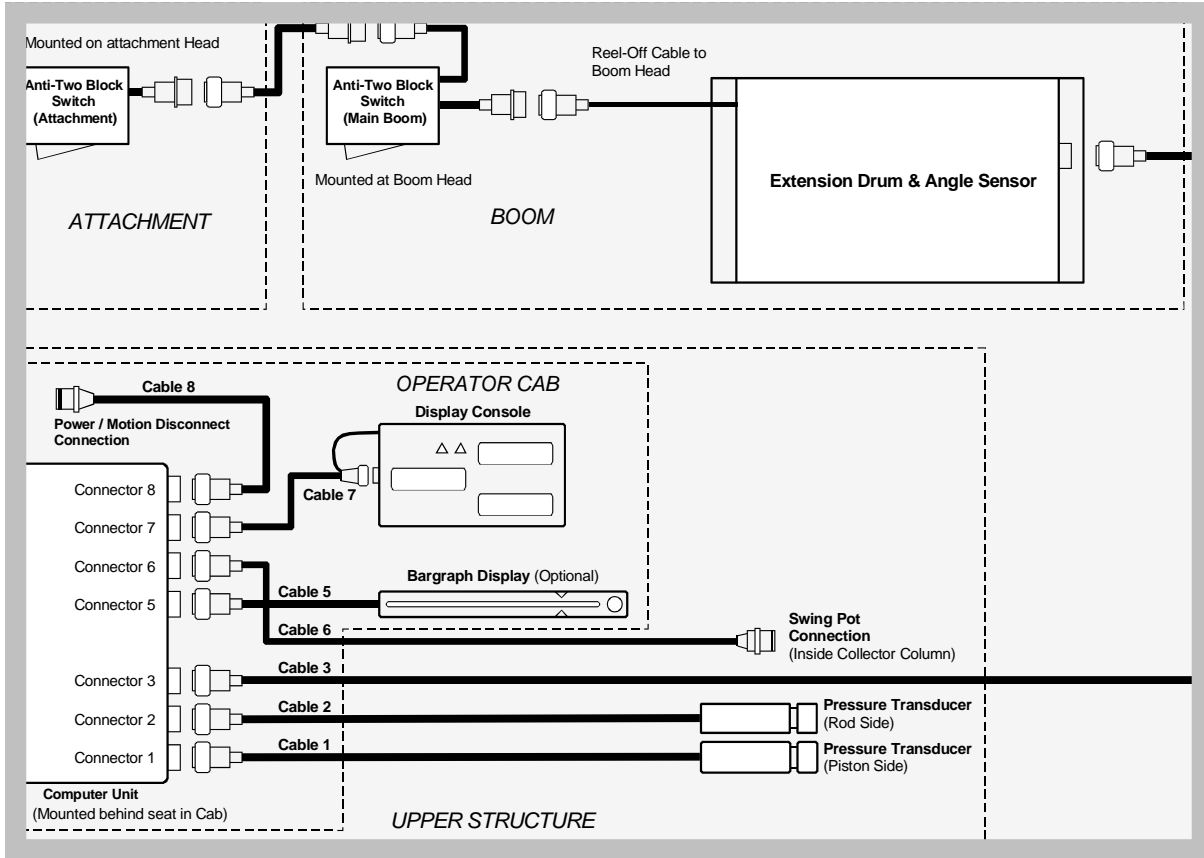 Mounted on attachment Head
Anti-Two Block
Switch
(Attachment)
ATTACHMENT
Anti-Two Block
Switch
(Main Boom)
Mounted at Boom Head
BOOM
Reel-Off Cable to
Boom Head
Extension Drum & Angle Sensor
OPERATOR CAB
Cable 8
Power / Motion Disconnect
Connection
Display Console
Cable 7
Connector 8
Connector 7
Connector 6
Connector 5
Connector 3
Connector 2
Connector 1
Bargraph Display (Optional)
Cable 5
Cable 6
Cable 3
Cable 2
Cable 1
Swing Pot
Connection
(Inside Collector Column)
Pressure Transducer
(Rod Side)
Pressure Transducer
(Piston Side)
Computer Unit
(Mounted behind seat in Cab)
UPPER STRUCTURE